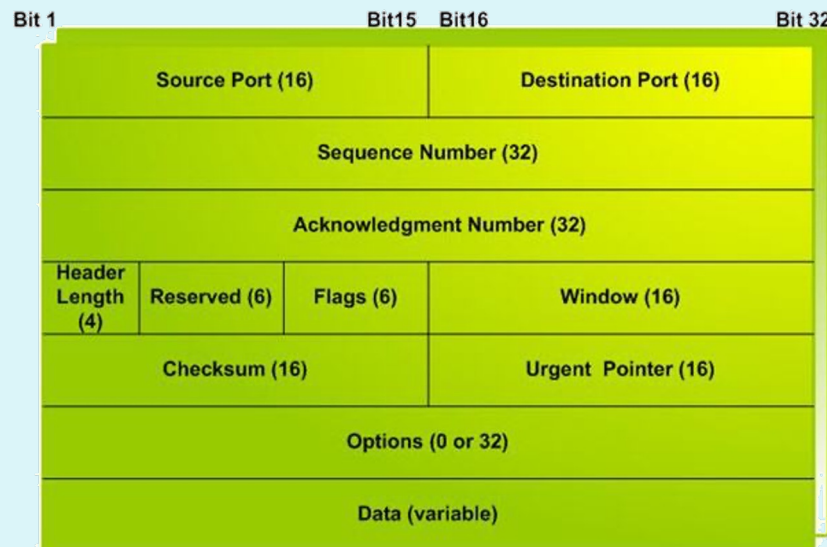 Bit 1 Bit15 Bit16 Bit 32
Source Port (16) Destination Port (16)
Sequence Number (32)
Acknowledgment Number (32)
Header
Length
(4)
Reserved (6) Flags (6) Window (16)
Checksum (16) Urgent Pointer (16)
Options (0 or 32)
Data (variable)